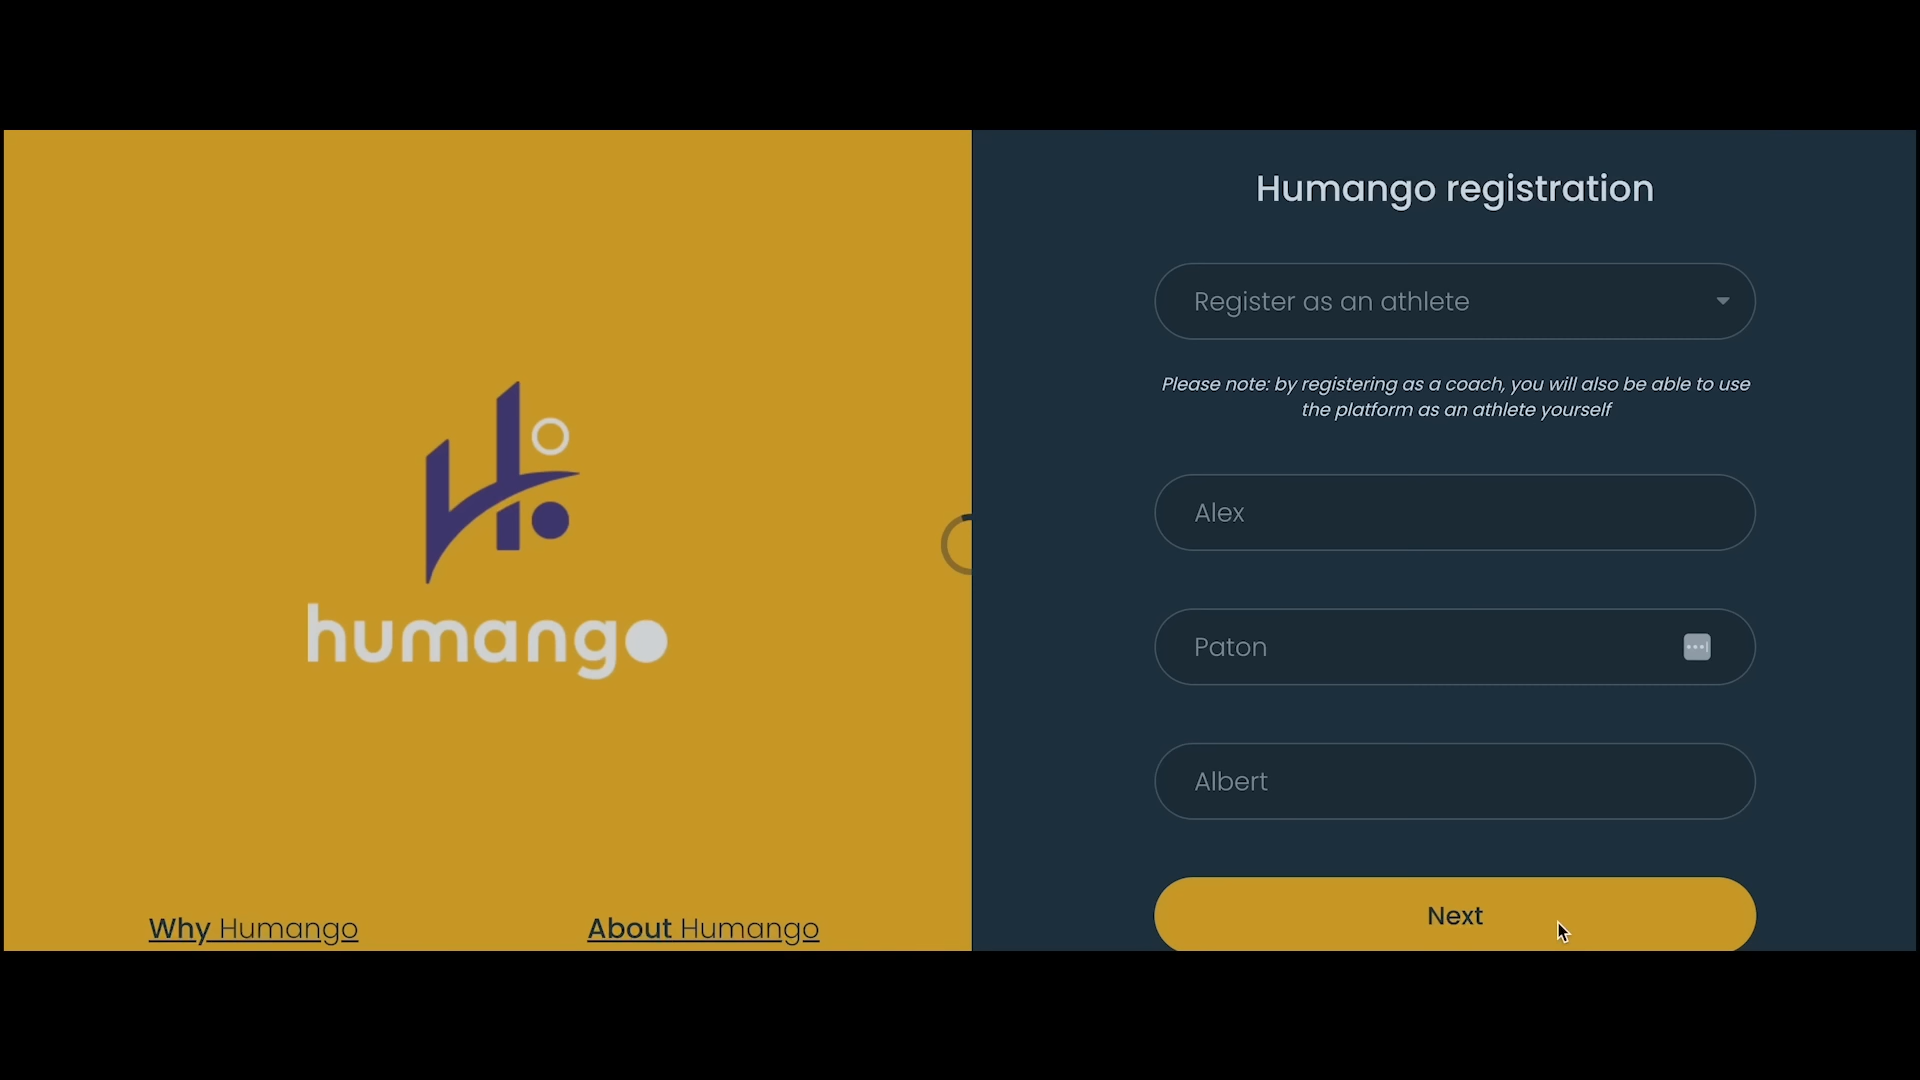 humango
Why Humango
About Humango
Humango registration
Register as an athlete
Please note: by registering as a coach, you will also be able to use
the platform as an athlete yourself
Alex
Paton
Albert
Next